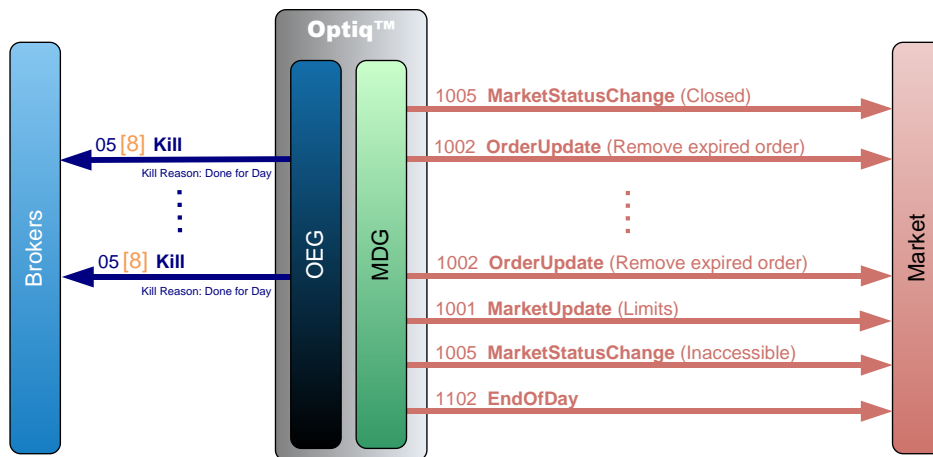 Optiq™
1005 MarketStatusChange (Closed)
05 [8] Kill
1002 OrderUpdate (Remove expired order)
Kill Reason: Done for Day
Brokers
OEG
MDG
Market
05 [8] Kill
1002 OrderUpdate (Remove expired order)
Kill Reason: Done for Day
1001 MarketUpdate (Limits)
1005 MarketStatusChange (Inaccessible)
1102 EndOfDay